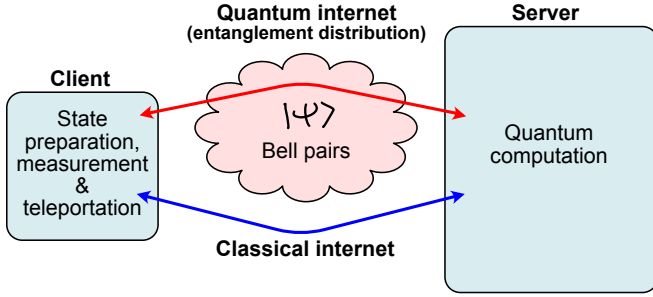 Quantum internet
(entanglement distribution)
Server
Client
State
preparation,
measurement
&
teleportation
|Ψ⟩
Bell pairs
Quantum
computation
Classical internet